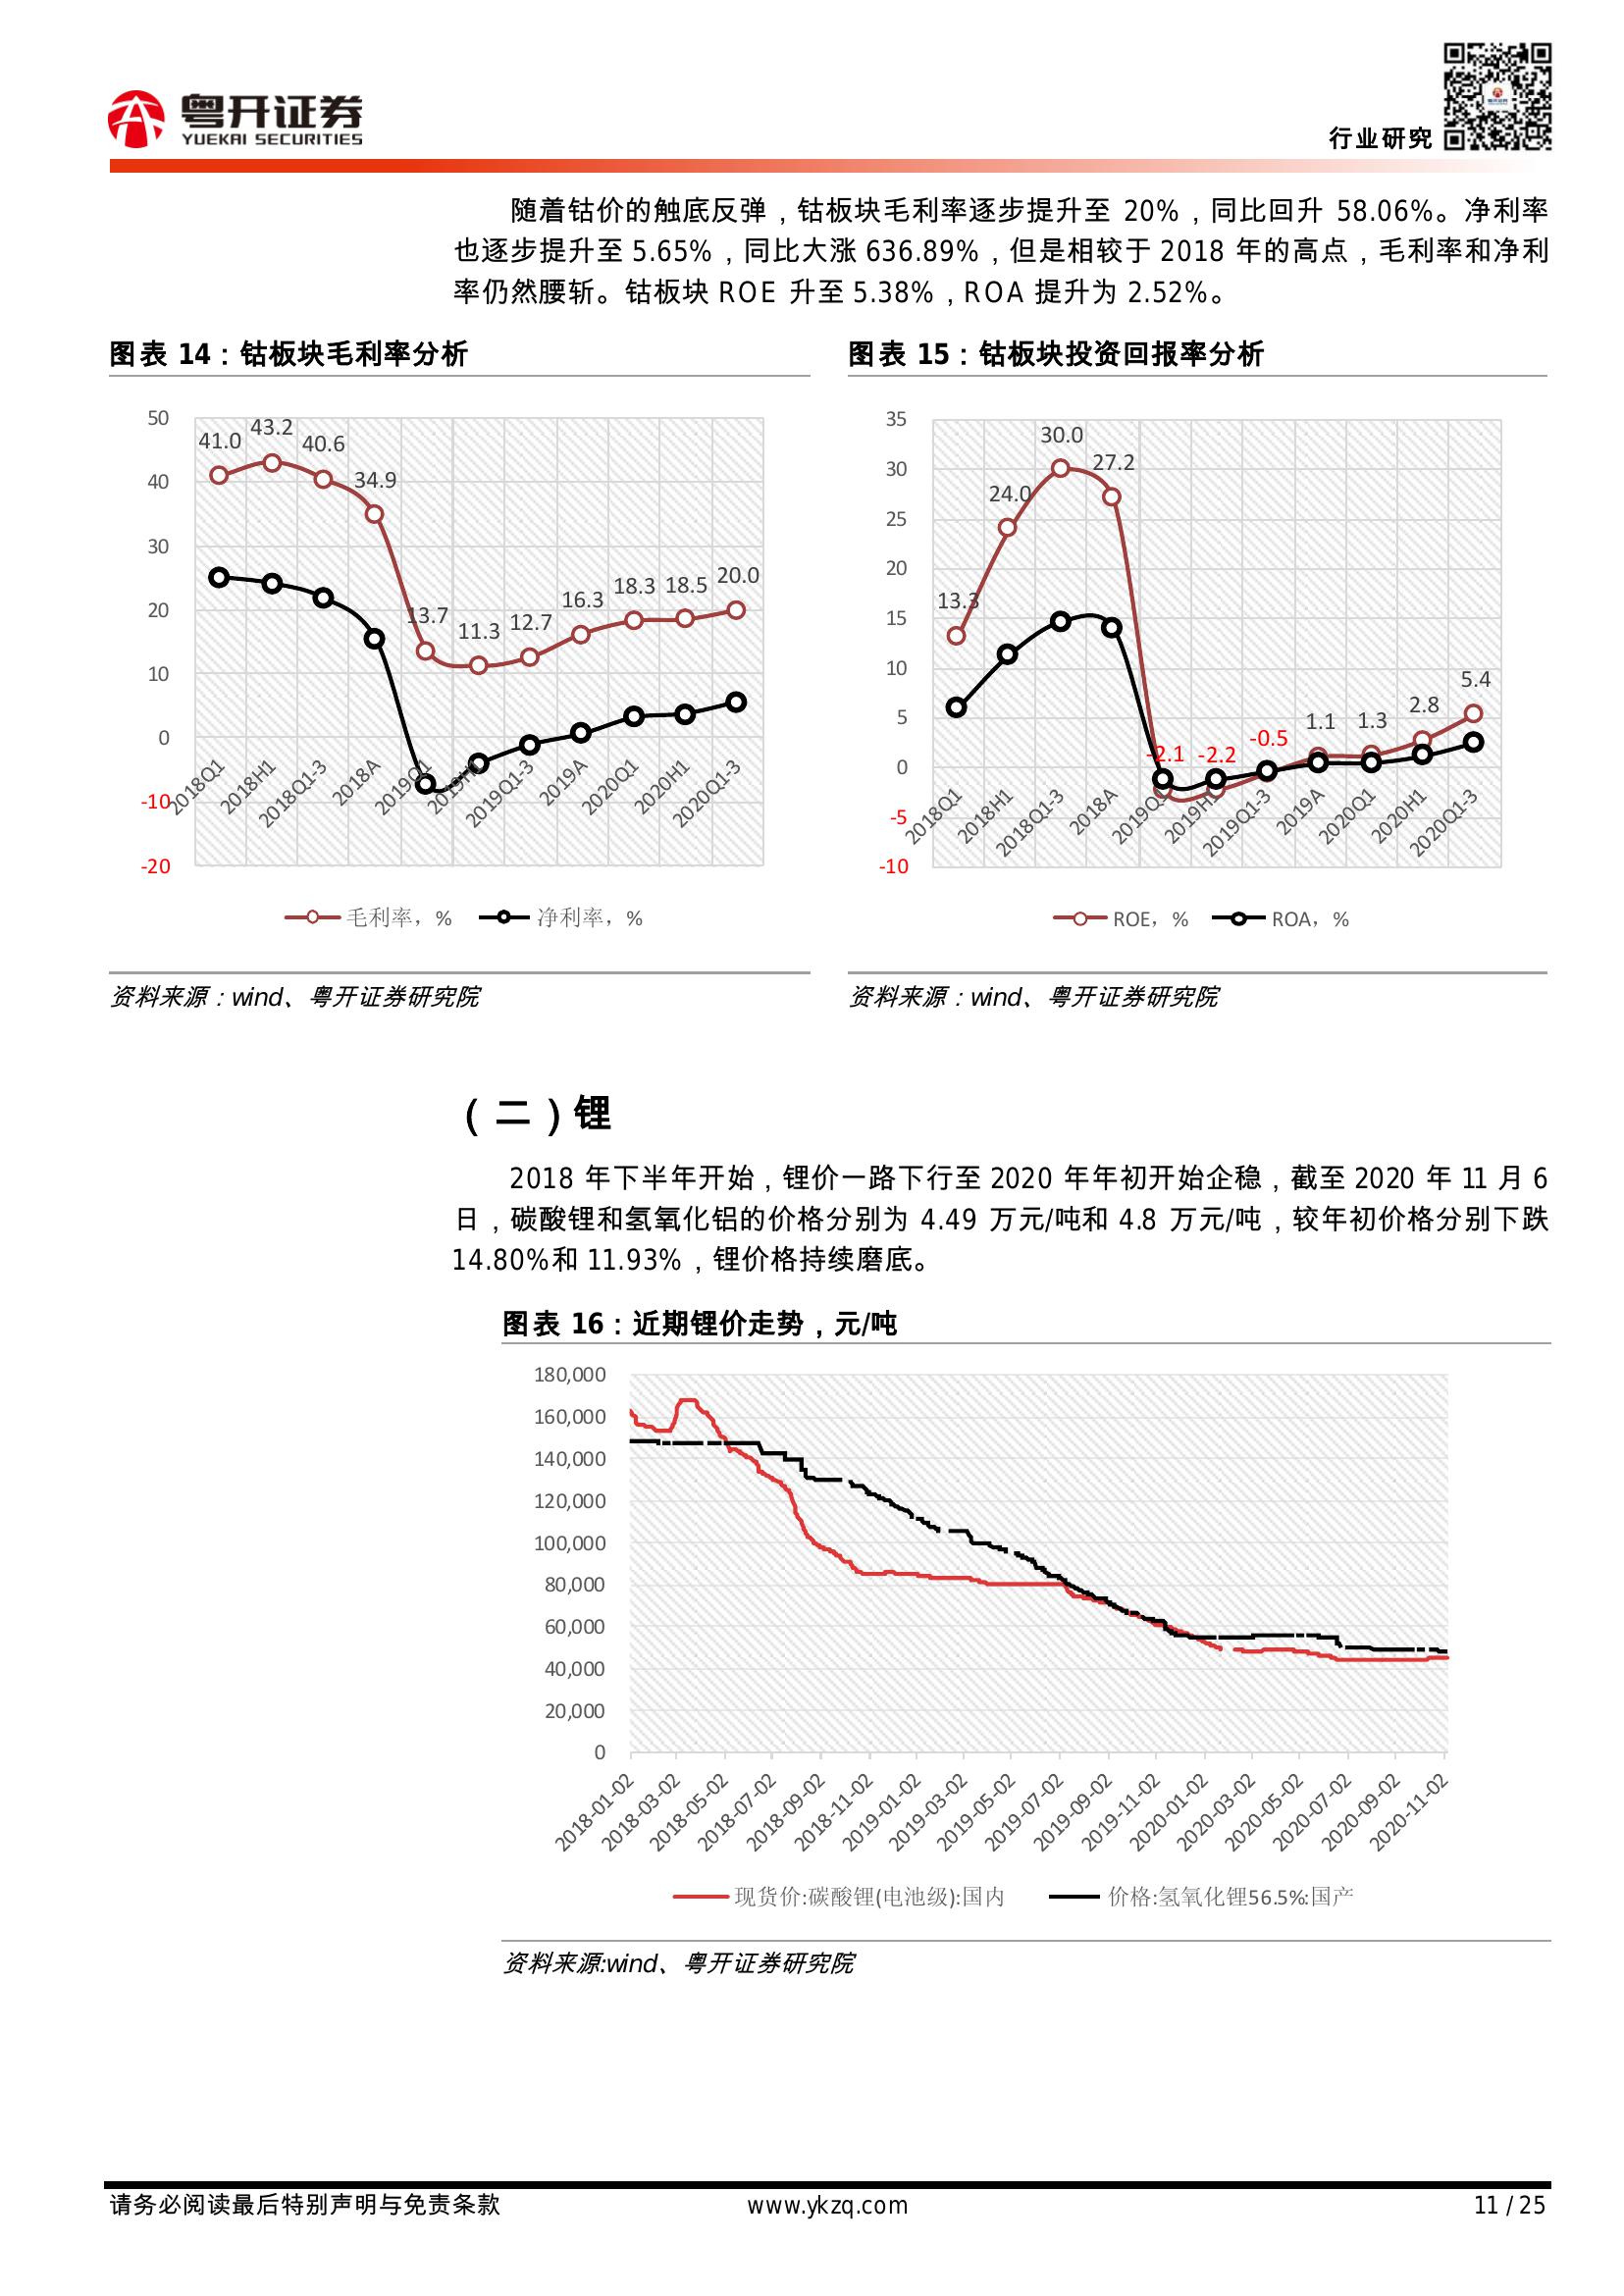 粤开证券
YUEKAI SECURITIES
行业研究
随着钴价的触底反弹，钴板块毛利率逐步提升至 20%，同比回升 58.06%。净利率
也逐步提升至 5.65%，同比大涨 636.89%，但是相较于 2018 年的高点，毛利率和净利
率仍然腰斩。钴板块 ROE 升至 5.38%，ROA 提升为 2.52%。
图表 14：钴板块毛利率分析
50
40
30
20
10
0
-10
-20
41.0
43.2
40.6
34.9
13.7
11.3
12.7
16.3
18.3
18.5
20.0
2018Q1
2018H1
2018Q1-3
2018A
2019Q1
2019H1
2019Q1-3
2019A
2020Q1
2020H1
2020Q1-3
毛利率，% 净利率，%
资料来源：wind、粤开证券研究院
图表 15：钴板块投资回报率分析
35
30
25
20
15
10
5
0
-5
-10
13.3
24.0
30.0
27.2
-2.1
-2.2
-0.5
1.1
1.3
2.8
5.4
2018Q1
2018H1
2018Q1-3
2018A
2019Q1
2019H1
2019Q1-3
2019A
2020Q1
2020H1
2020Q1-3
ROE，% ROA，%
资料来源：wind、粤开证券研究院
（二）锂
2018 年下半年开始，锂价一路下行至 2020 年年初开始企稳，截至 2020 年 11 月 6
日，碳酸锂和氢氧化铝的价格分别为 4.49 万元/吨和 4.8 万元/吨，较年初价格分别下跌
14.80%和 11.93%，锂价格持续磨底。
图表 16：近期锂价走势，元/吨
180,000
160,000
140,000
120,000
100,000
80,000
60,000
40,000
20,000
0
2018-01-02
2018-03-02
2018-05-02
2018-07-02
2018-09-02
2018-11-02
2019-01-02
2019-03-02
2019-05-02
2019-07-02
2019-09-02
2019-11-02
2020-01-02
2020-03-02
2020-05-02
2020-07-02
2020-09-02
2020-11-02
现货价:碳酸锂(电池级):国内 价格:氢氧化锂56.5%:国产
资料来源:wind、粤开证券研究院
请务必阅读最后特别声明与免责条款 www.ykzq.com 11 / 25